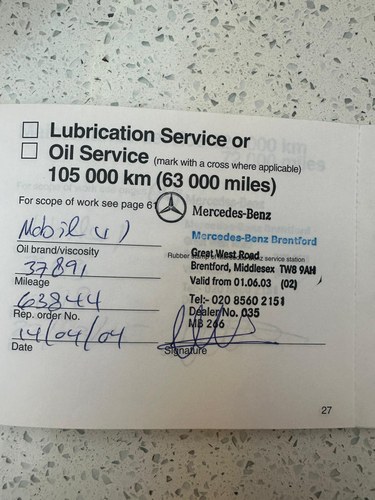 Lubrication Service or
Oil Service (mark with a cross where applicable)
105 000 km (63 000 miles)
For scope of work see page 6
Mercedes-Benz
Mobil
Oil brand/viscosity
Mercedes-Benz Brentford
Rubber service station
Great West Road
Brentford, Middlesex TW8 9AH
Valid from 01.06.03 (02)
37891
Mileage
Tel:- 020 8560 2151
Dealer No. 035
MB 266
63844
Rep. order No.
14/04/04
Date
Signature
27